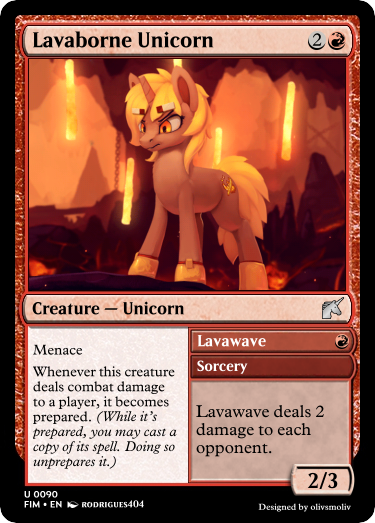 Lavaborne Unicorn 2
Creature — Unicorn
Menace
Whenever this creature
deals combat damage
to a player, it becomes
prepared. (While it's
prepared, you may cast a
copy of its spell. Doing so
unprepares it.)
Lavawave
Sorcery
Lavawave deals 2
damage to each
opponent.
2/3
U 0090
FIM • EN RODRIGUES404
Designed by olivsmoliv